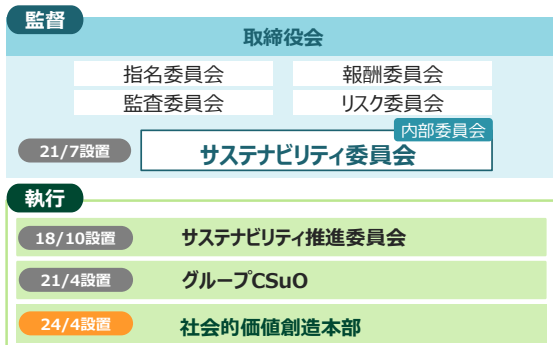 監督
取締役会
指名委員会 報酬委員会
監査委員会 リスク委員会
内部委員会
21/7設置 サステナビリティ委員会
執行
18/10設置 サステナビリティ推進委員会
21/4設置 グループCSuO
24/4設置 社会的価値創造本部